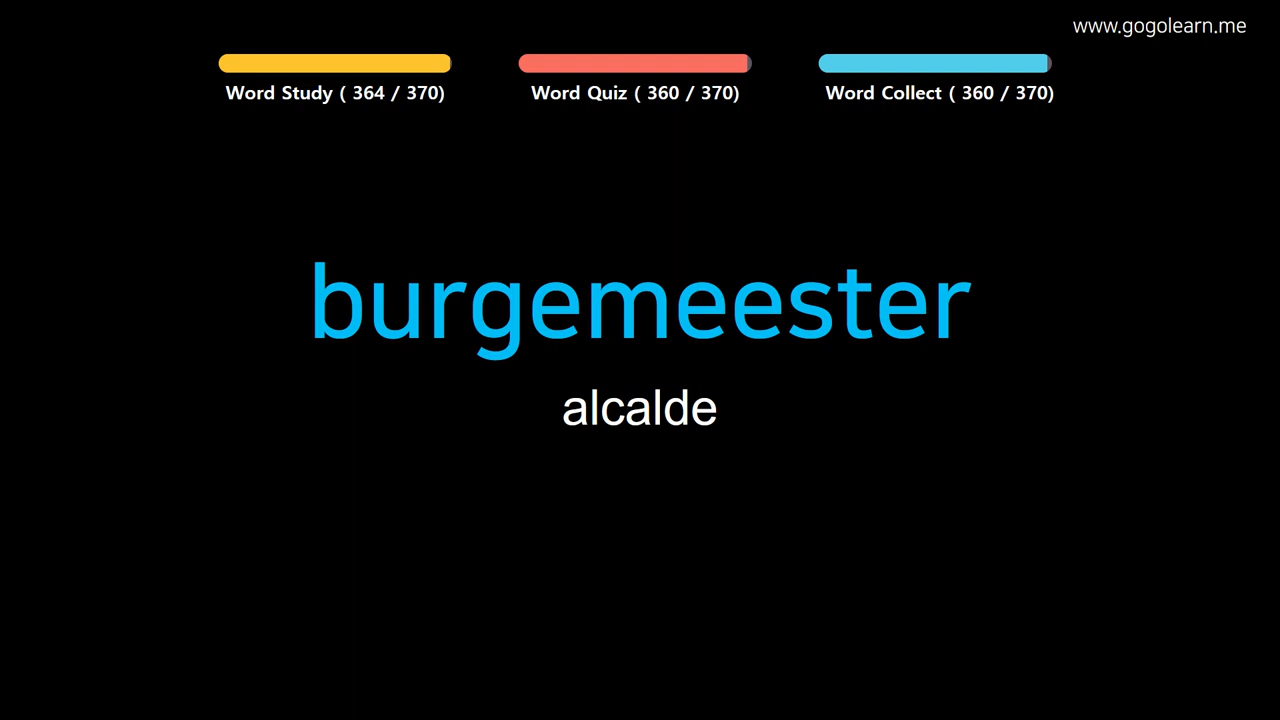 www.gogolearn.me
Word Study ( 364 / 370)
Word Quiz ( 360 / 370)
Word Collect ( 360 / 370)
burgemeester
alcalde